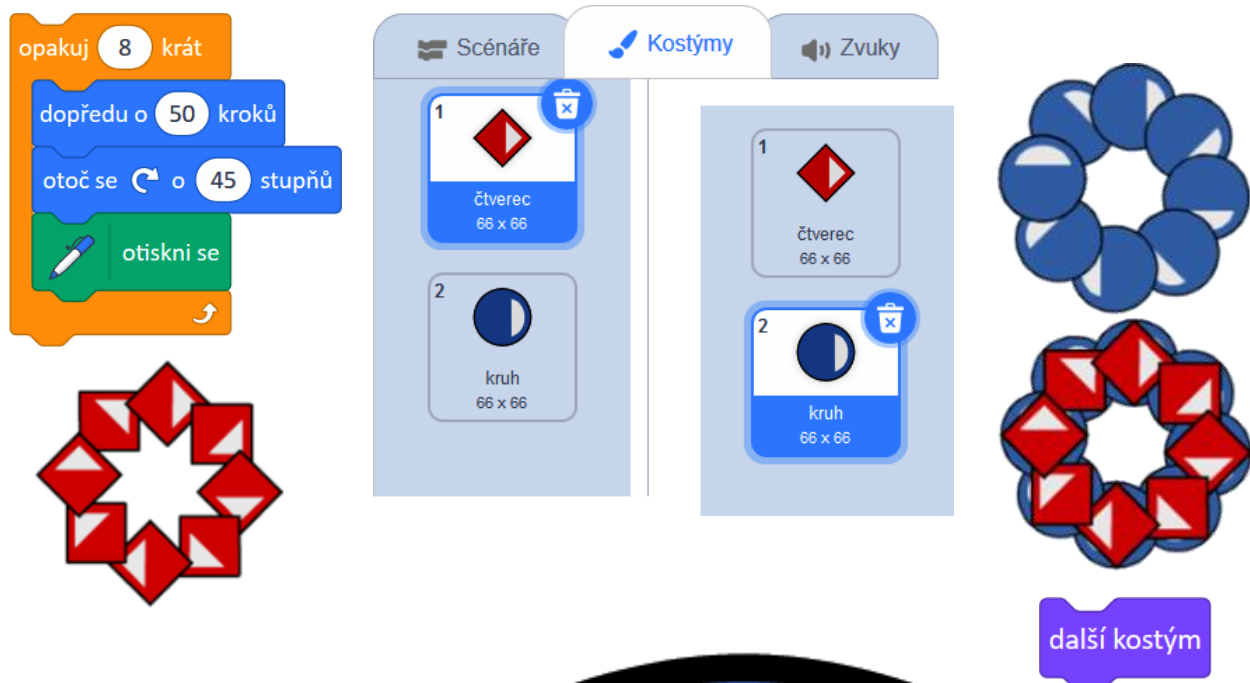 opakuj 8 krát
dopředu o 50 kroků
otoč se o 45 stupňů
otiskni se
Scénáře
Kostýmy
Zvuky
1
čtverec
66 x 66
2
kruh
66 x 66
1
čtverec
66 x 66
2
kruh
66 x 66
další kostým